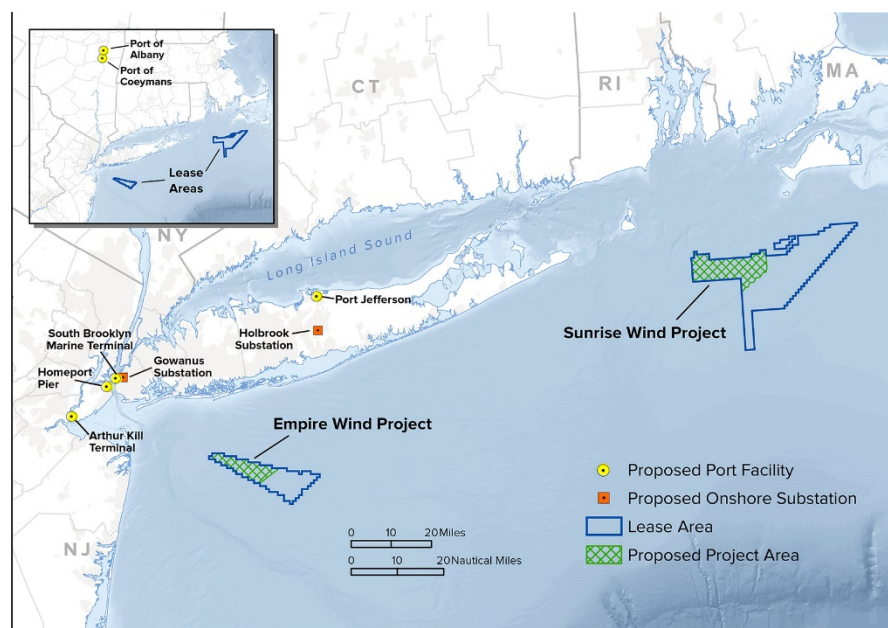 Port of
Albany
Port of
Coeymans
Lease
Areas
CT
RI
MA
NY
Long Island Sound
Port Jefferson
Holbrook
Substation
South Brooklyn
Marine Terminal
Gowanus
Substation
Homeport
Pier
Arthur Kill
Terminal
Sunrise Wind Project
Empire Wind Project
NJ
0 10 20 Miles
0 10 20 Nautical Miles
Proposed Port Facility
Proposed Onshore Substation
Lease Area
Proposed Project Area